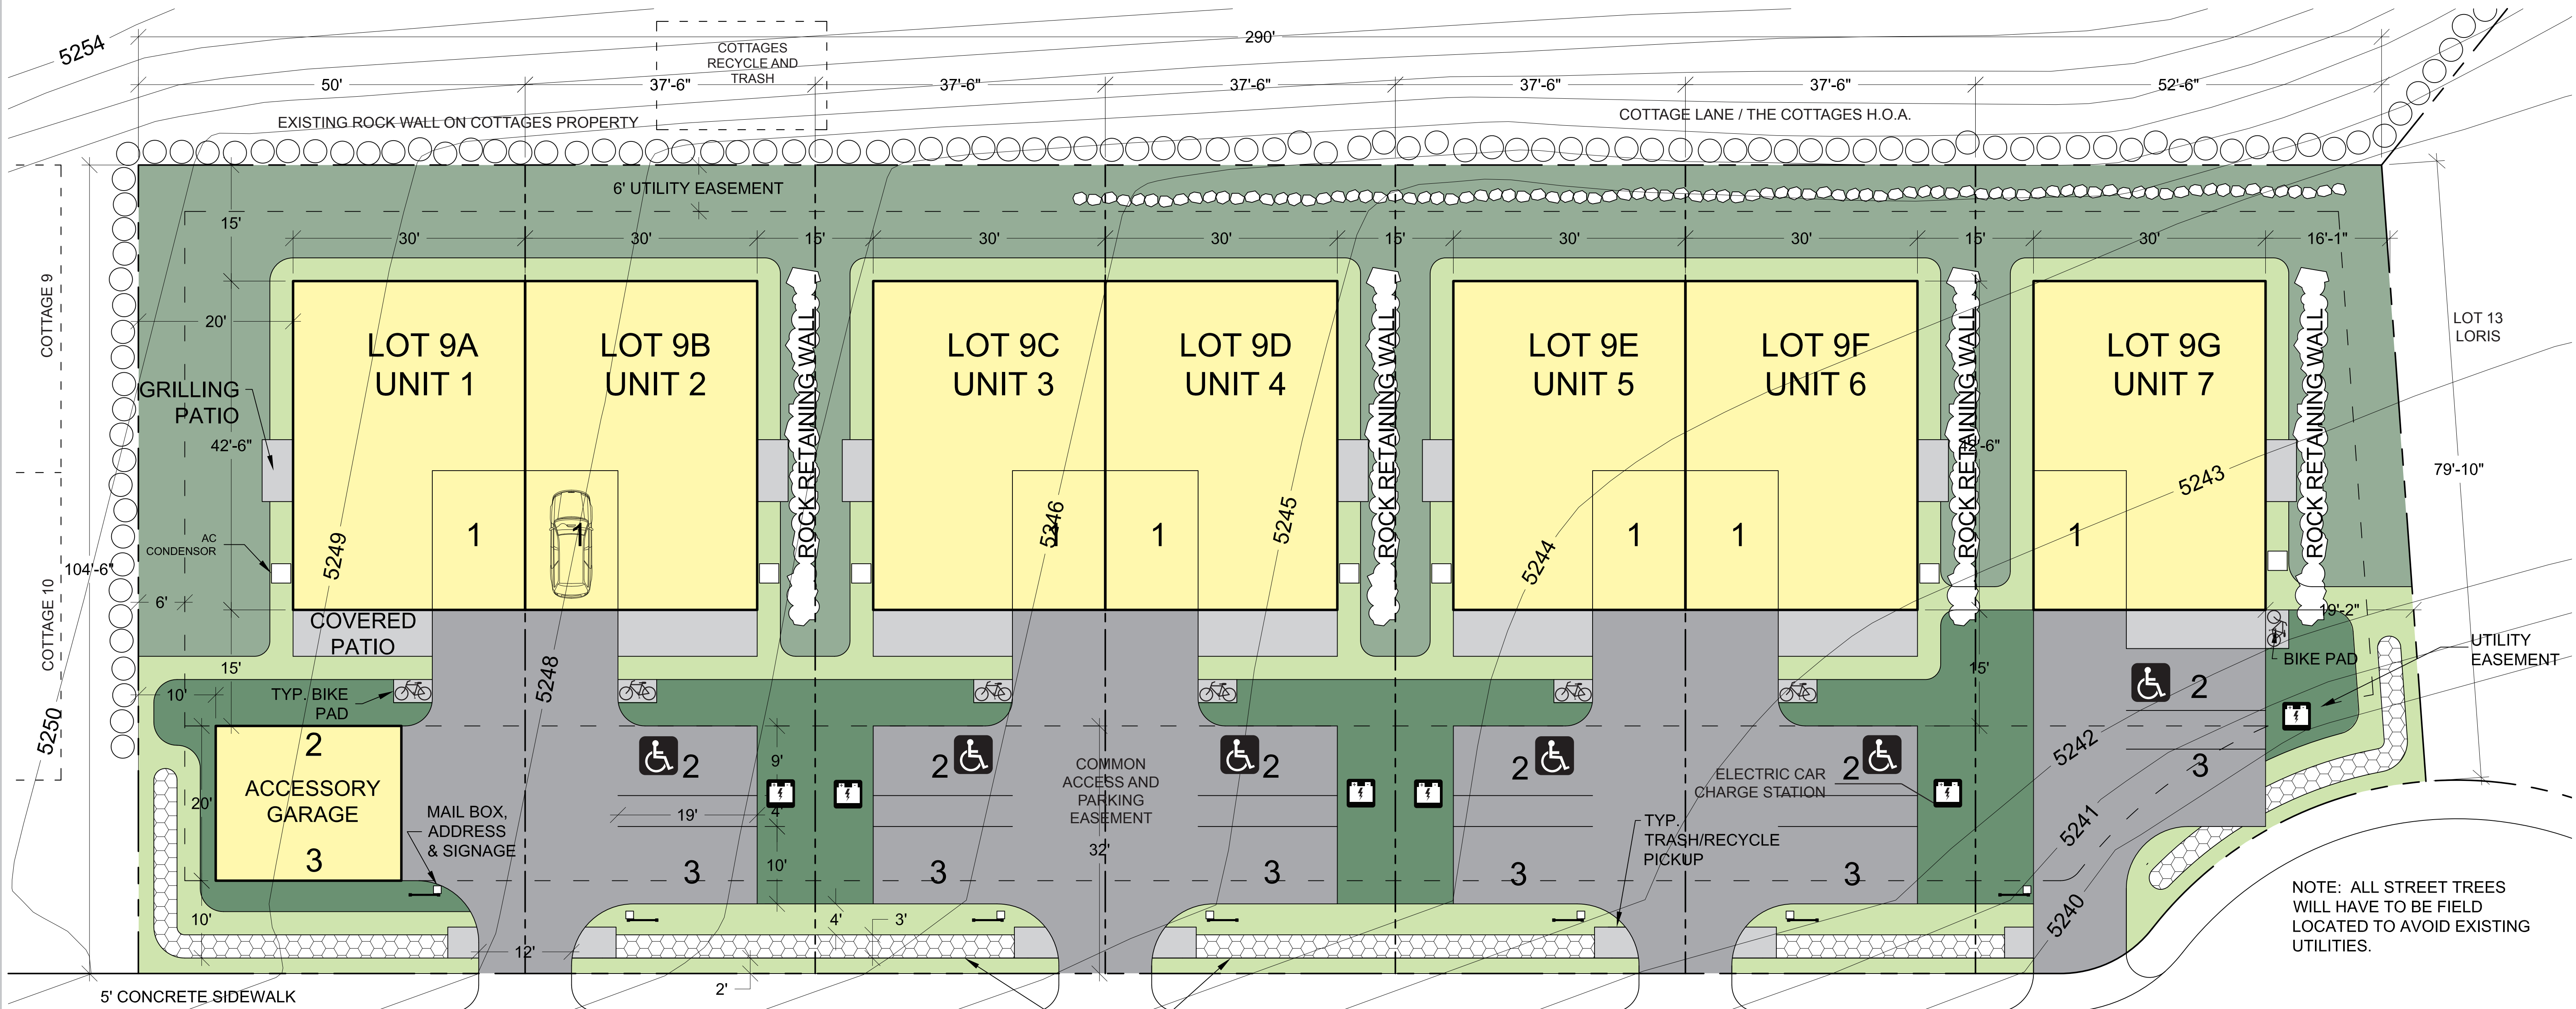 5254
290'
COTTAGES
RECYCLE AND
TRASH
50'
37'-6"
37'-6"
37'-6"
37'-6"
37'-6"
52'-6"
EXISTING ROCK WALL ON COTTAGES PROPERTY
COTTAGE LANE / THE COTTAGES H.O.A.
6' UTILITY EASEMENT
15'
30'
30'
15'
30'
30'
15'
30'
30'
15'
30'
16'-1"
COTTAGE 9
20'
LOT 9A
UNIT 1
LOT 9B
UNIT 2
LOT 9C
UNIT 3
LOT 9D
UNIT 4
LOT 9E
UNIT 5
LOT 9F
UNIT 6
LOT 9G
UNIT 7
LOT 13
LORIS
ROCK RETAINING WALL
ROCK RETAINING WALL
ROCK RETAINING WALL
ROCK RETAINING WALL
GRILLING
PATIO
42'-6"
42'-6"
79'-10"
5243
AC
CONDENSOR
104'-6"
5249
1
1
5246
1
1
5245
5244
1
1
1
6'
COTTAGE 10
COVERED
PATIO
19'-2"
UTILITY
EASEMENT
BIKE PAD
15'
15'
10'
TYP. BIKE
PAD
5248
5250
2
ACCESSORY
GARAGE
3
20'
MAIL BOX,
ADDRESS
& SIGNAGE
2
9'
19'
4'
10'
3
2
3
COMMON
ACCESS AND
PARKING
EASEMENT
32'
2
3
2
3
TYP.
TRASH/RECYCLE
PICKUP
ELECTRIC CAR
CHARGE STATION
2
3
2
3
5242
5241
5240
10'
12'
4'
3'
2'
5' CONCRETE SIDEWALK
NOTE: ALL STREET TREES
WILL HAVE TO BE FIELD
LOCATED TO AVOID EXISTING
UTILITIES.